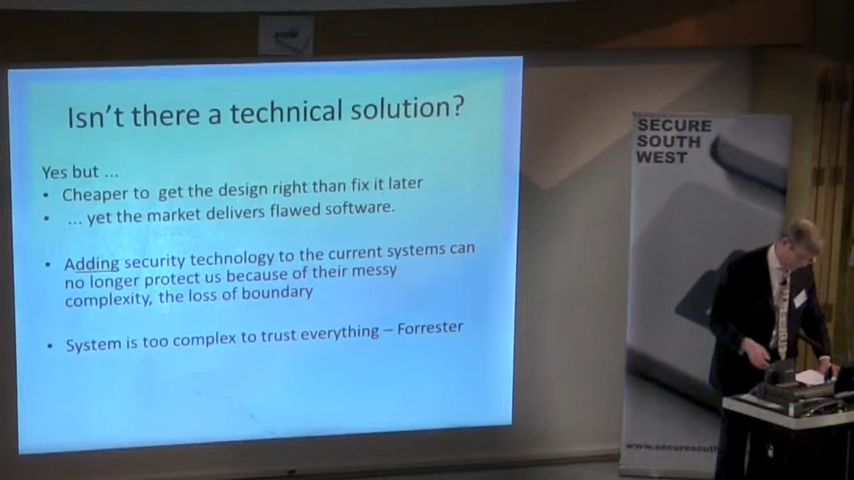 Isn't there a technical solution?
Yes but ...
• Cheaper to get the design right than fix it later
• ... yet the market delivers flawed software.
• Adding security technology to the current systems can
no longer protect us because of their messy
complexity, the loss of boundary
• System is too complex to trust everything – Forrester
SECURE
SOUTH
WEST
www.securesouth